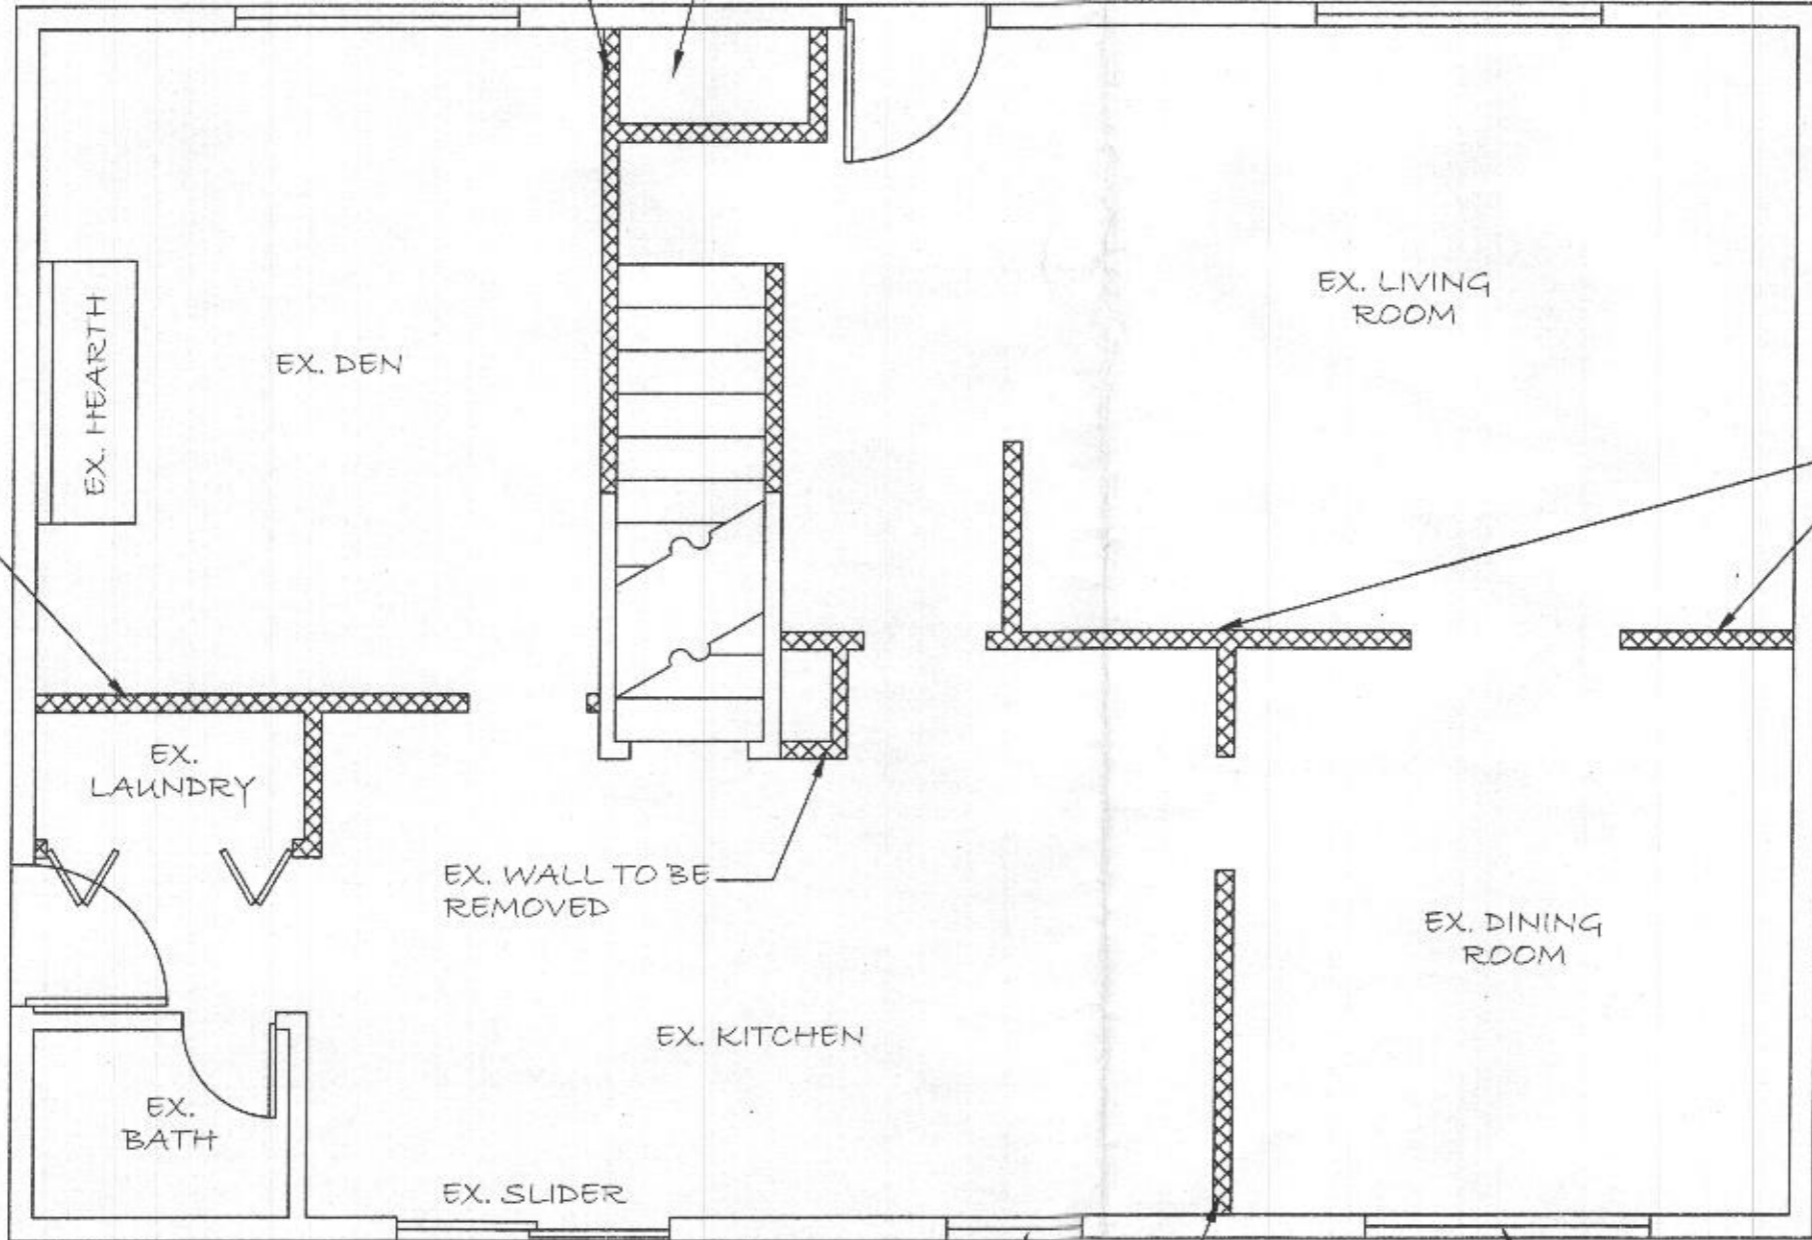 EX. HEARTH
EX. DEN
EX. LIVING
ROOM
EX.
LAUNDRY
EX. WALL TO BE
REMOVED
EX. DINING
ROOM
EX. KITCHEN
EX.
BATH
EX. SLIDER